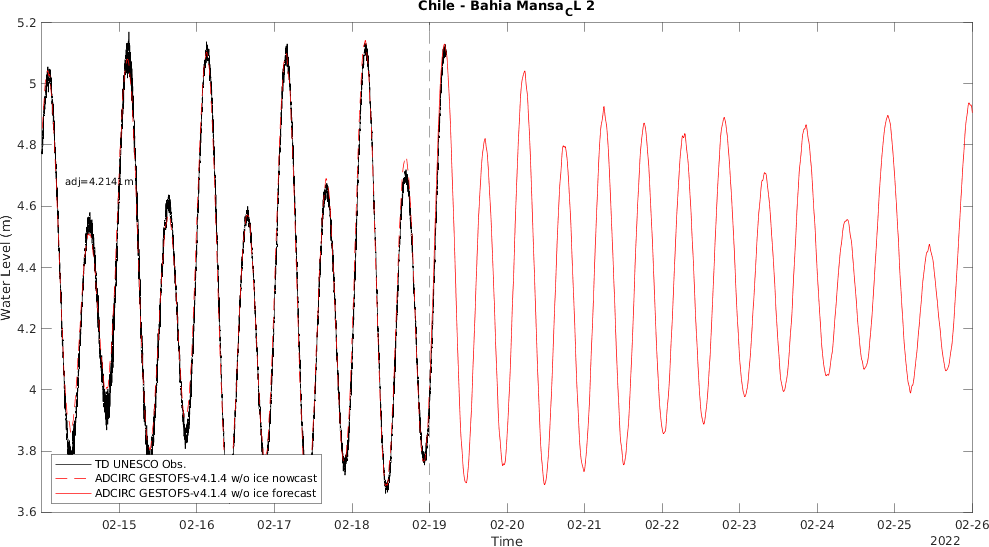 Chile - Bahia Mansa_CL 2
Water Level (m)
5.2
5
4.8
4.6
4.4
4.2
4
3.8
3.6
adj=4.2141m
TD UNESCO Obs.
ADCIRC GESTOFS-v4.1.4 w/o ice nowcast
ADCIRC GESTOFS-v4.1.4 w/o ice forecast
02-15 02-16 02-17 02-18 02-19 02-20 02-21 02-22 02-23 02-24 02-25 02-26
Time
2022